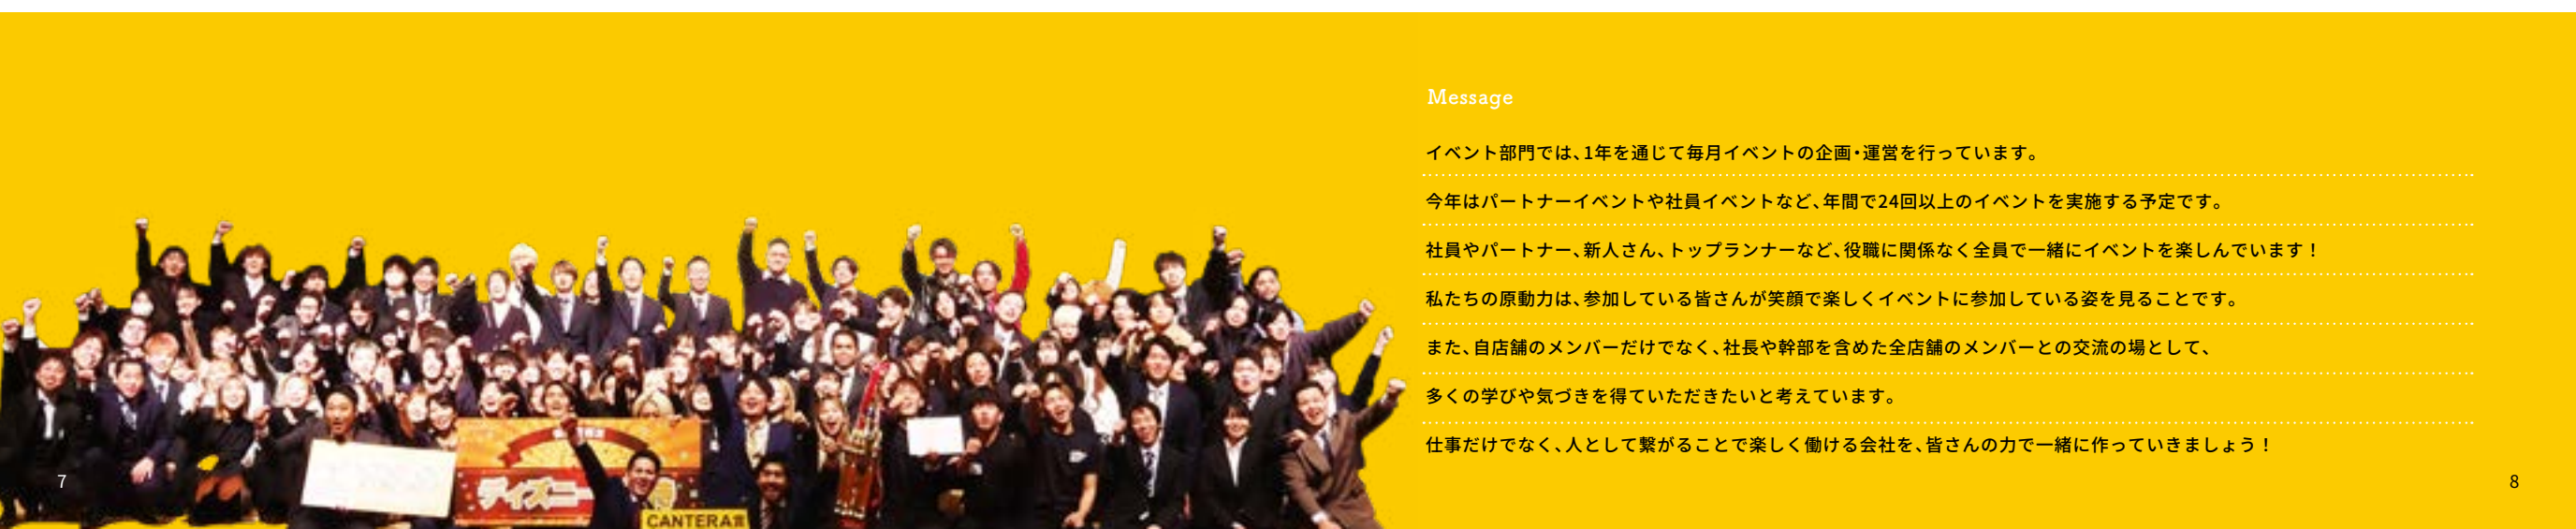 Message
イベント部門では、1年を通じて毎月イベントの企画・運営を行っています。
今年はパートナーイベントや社員イベントなど、年間で24回以上のイベントを実施する予定です。
社員やパートナー、新人さん、トップランナーなど、役職に関係なく全員で一緒にイベントを楽しんでいます！
私たちの原動力は、参加している皆さんが笑顔で楽しくイベントに参加している姿を見ることです。
また、自店舗のメンバーだけでなく、社長や幹部を含めた全店舗のメンバーとの交流の場として、
多くの学びや気づきを得ていただきたいと考えています。
仕事だけでなく、人として繋がることで楽しく働ける会社を、皆さんの力で一緒に作っていきましょう！
ディズニー
CANTERA賞
7
8